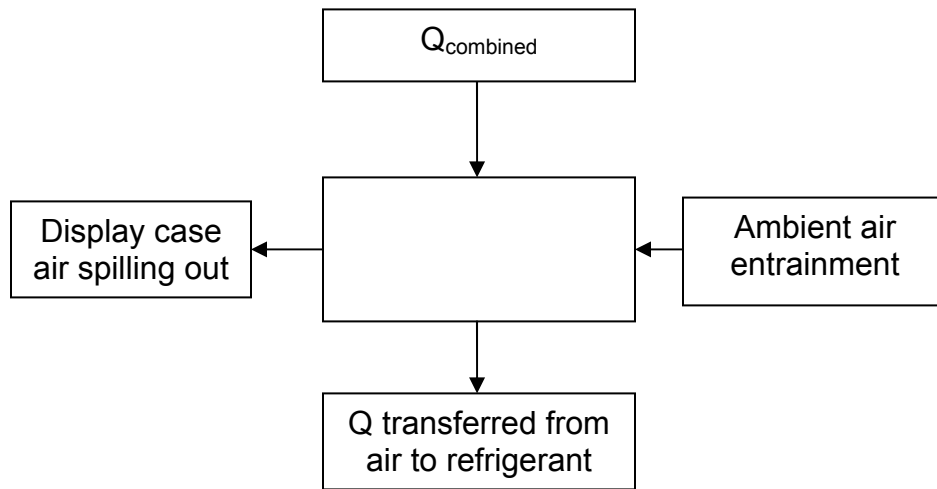 Qcombined
Display case
air spilling out
Ambient air
entrainment
Q transferred from
air to refrigerant